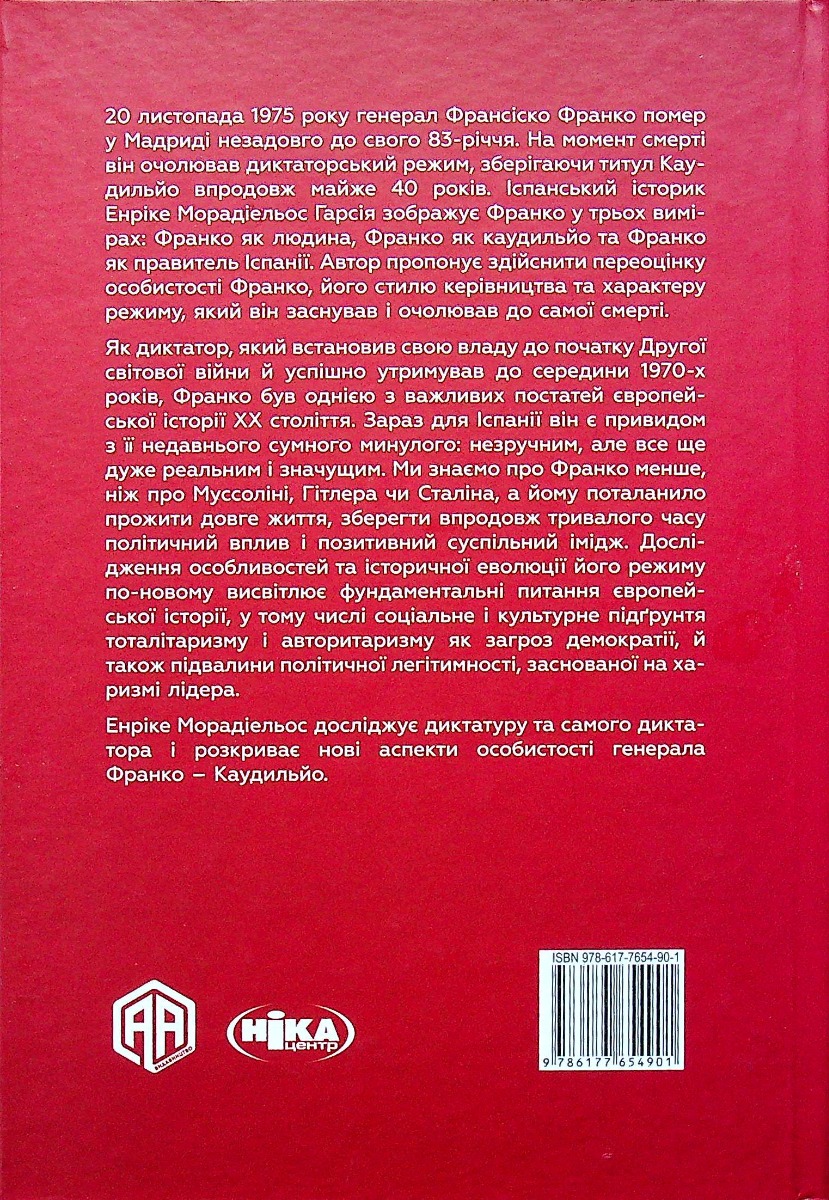 20 листопада 1975 року генерал Франсіско Франко помер
у Мадриді незадовго до свого 83-річчя. На момент смерті
він очолював диктаторський режим, зберігаючи титул Кау-
дильйо впродовж майже 40 років. Іспанський історик
Енріке Морадіельос Гарсія зображує Франко у трьох вимі-
рах: Франко як людина, Франко як каудильйо та Франко
як правитель Іспанії. Автор пропонує здійснити переоцінку
особистості Франко, його стилю керівництва та характеру
режиму, який він заснував і очолював до самої смерті.
Як диктатор, який встановив свою владу до початку Другої
світової війни й успішно утримував до середини 1970-х
років, Франко був однією з важливих постатей європей-
ської історії ХХ століття. Зараз для Іспанії він є привидом
з її недавнього сумного минулого: незручним, але все ще
дуже реальним і значущим. Ми знаємо про Франко менше,
ніж про Муссоліні, Гітлера чи Сталіна, а йому поталанило
прожити довге життя, зберегти впродовж тривалого часу
політичний вплив і позитивний суспільний імідж. Дослі-
дження особливостей та історичної еволюції його режиму
по-новому висвітлює фундаментальні питання європей-
ської історії, у тому числі соціальне і культурне підґрунтя
тоталітаризму і авторитаризму як загроз демократії, й
також підвалини політичної легітимності, заснованої на ха-
ризмі лідера.
Енріке Морадіельос досліджує диктатуру та самого дикта-
тора і розкриває нові аспекти особистості генерала
Франко – Каудильйо.
ISBN 978-617-7654-90-1
9 786177 654901
АА
ВИДАВНИЦТВО
НІКА
ЦЕНТР